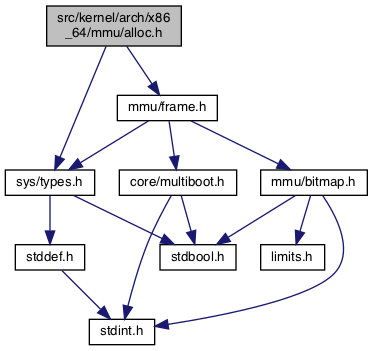 src/kernel/arch/x86
_64/mmu/alloc.h
mmu/frame.h
sys/types.h
core/multiboot.h
mmu/bitmap.h
stddef.h
stdbool.h
limits.h
stdint.h